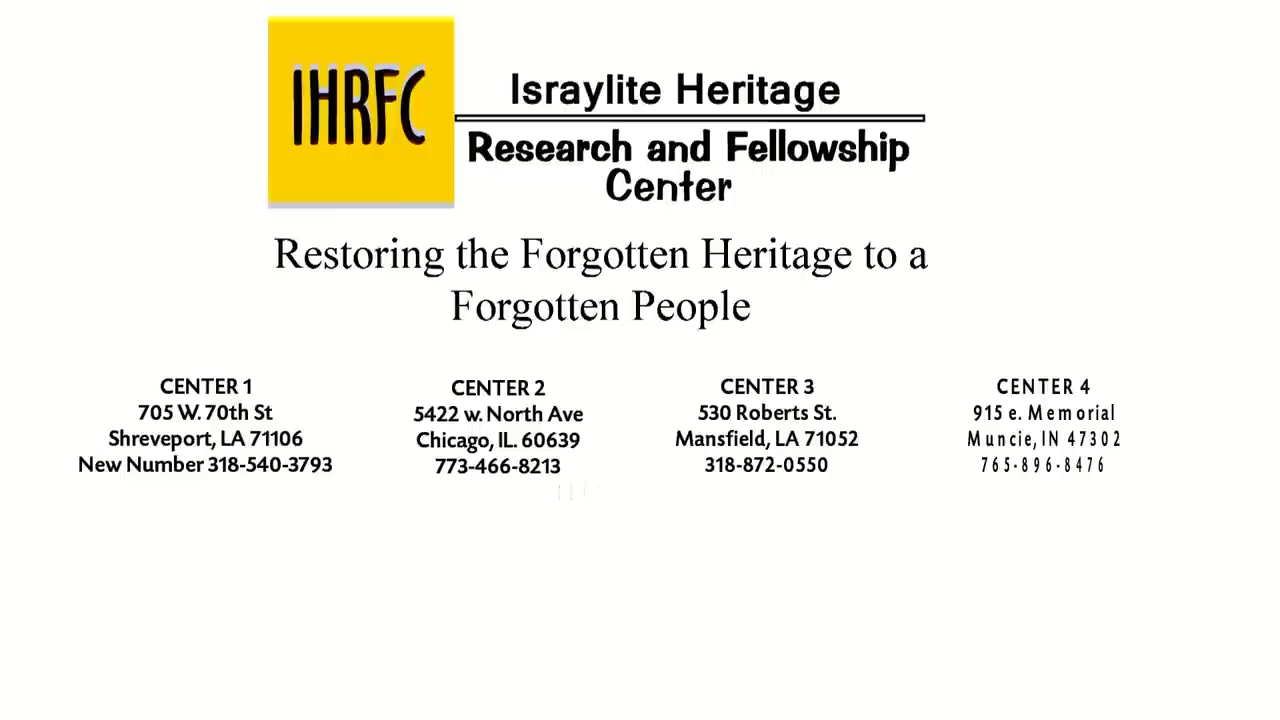 IHRFC
Israylite Heritage
Research and Fellowship
Center
Restoring the Forgotten Heritage to a
Forgotten People
CENTER 1
705 W. 70th St
Shreveport, LA 71106
New Number 318-540-3793
CENTER 2
5422 w. North Ave
Chicago, IL. 60639
773-466-8213
CENTER 3
530 Roberts St.
Mansfield, LA 71052
318-872-0550
CENTER 4
915 e. Memorial
Muncie, IN 47302
765-896-8476